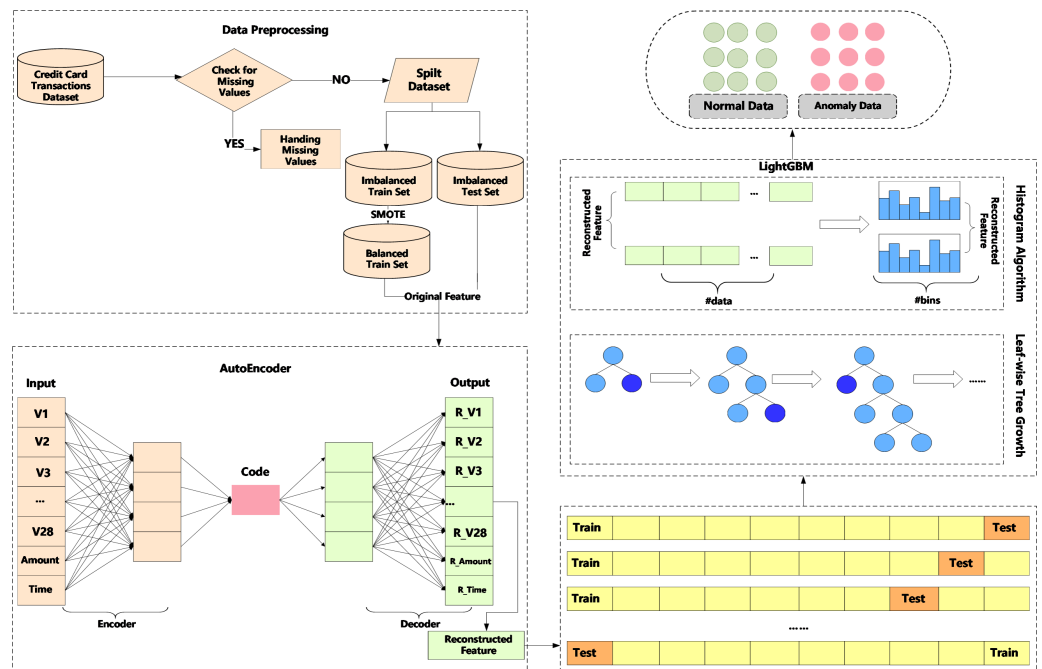 Data Preprocessing
Credit Card
Transactions
Dataset
Check for
Missing
Values
NO
Spilt
Dataset
YES
Handing
Missing
Values
Imbalanced
Train Set
Imbalanced
Test Set
SMOTE
Balanced
Train Set
Original Feature
AutoEncoder
Input
Output
V1
V2
V3
...
V28
Amount
Time
Code
R_V1
R_V2
R_V3
...
R_V28
R_Amount
R_Time
Encoder
Decoder
Reconstructed
Feature
Normal Data
Anomaly Data
LightGBM
Reconstructed
Feature
...
...
#data
Reconstructed
Feature
#bins
Histogram Algorithm
......
Leaf-wise Tree Growth
Train
Test
Train
Test
Train
Test
......
Test
Train